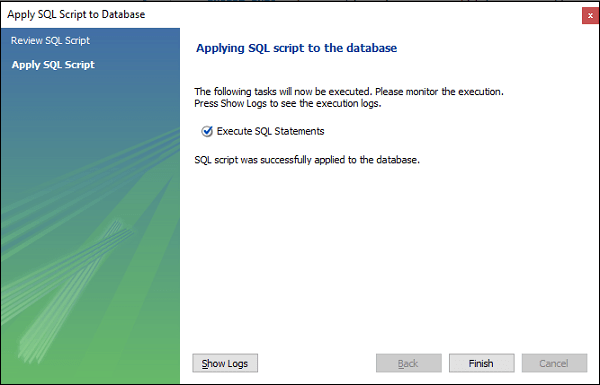 Apply SQL Script to Database
x
Review SQL Script
Apply SQL Script
Applying SQL script to the database
The following tasks will now be executed. Please monitor the execution.
Press Show Logs to see the execution logs.
Execute SQL Statements
SQL script was successfully applied to the database.
Show Logs
Back
Finish
Cancel